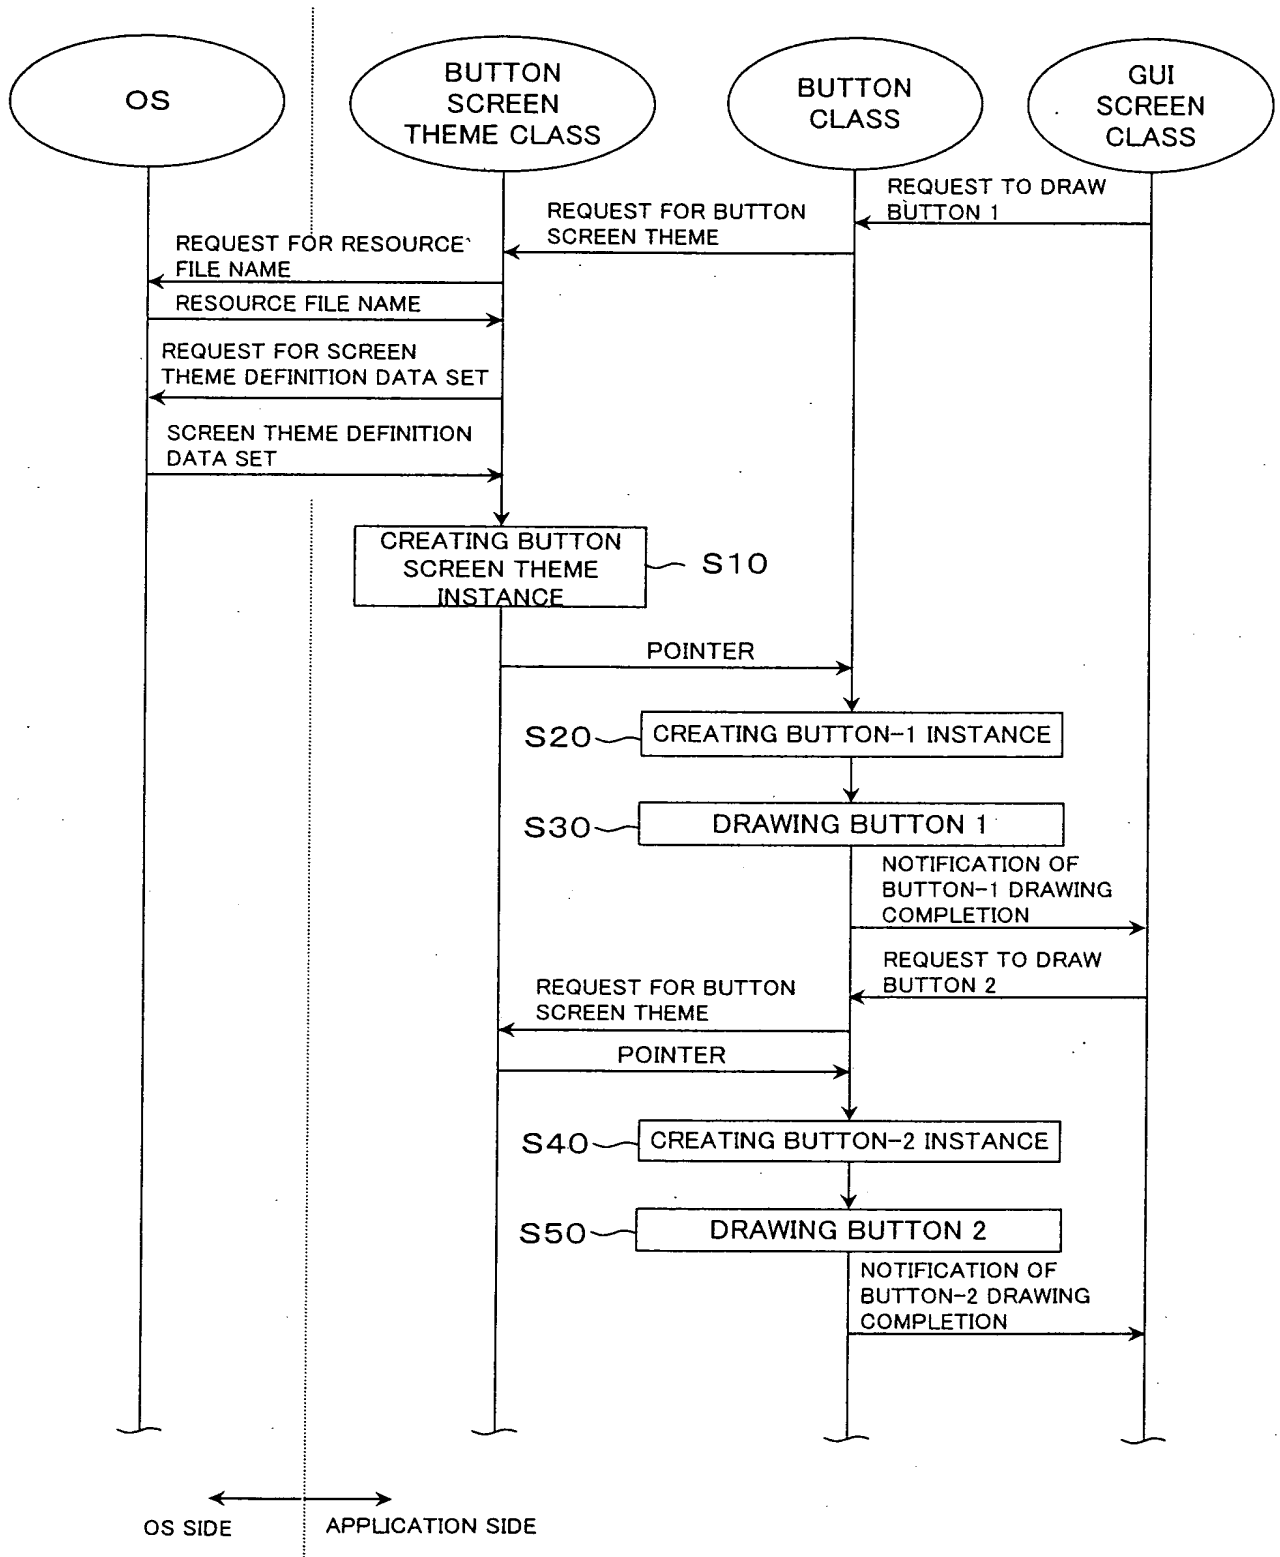 OS
BUTTON
SCREEN
THEME CLASS
BUTTON
CLASS
GUI
SCREEN
CLASS
REQUEST TO DRAW
BUTTON 1
REQUEST FOR BUTTON
SCREEN THEME
REQUEST FOR RESOURCE
FILE NAME
RESOURCE FILE NAME
REQUEST FOR SCREEN
THEME DEFINITION DATA SET
SCREEN THEME DEFINITION
DATA SET
CREATING BUTTON
SCREEN THEME
INSTANCE
S10
POINTER
S20
CREATING BUTTON-1 INSTANCE
S30
DRAWING BUTTON 1
NOTIFICATION OF
BUTTON-1 DRAWING
COMPLETION
REQUEST TO DRAW
BUTTON 2
REQUEST FOR BUTTON
SCREEN THEME
POINTER
S40
CREATING BUTTON-2 INSTANCE
S50
DRAWING BUTTON 2
NOTIFICATION OF
BUTTON-2 DRAWING
COMPLETION
OS SIDE
APPLICATION SIDE